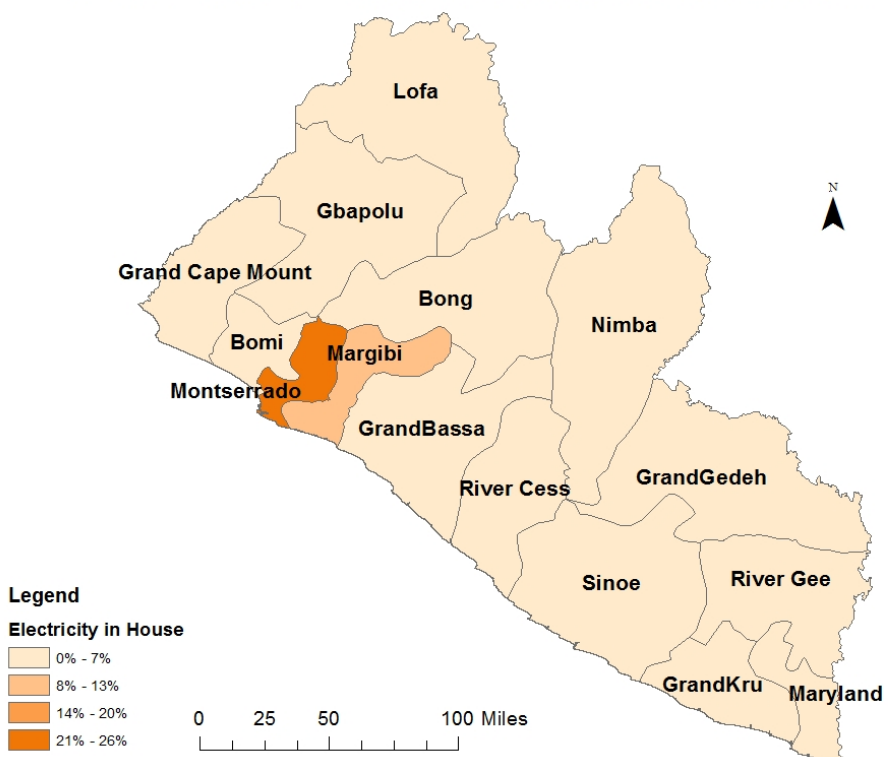 Lofa
N
Gbapolu
Grand Cape Mount
Bong
Nimba
Bomi
Margibi
Montserrado
GrandBassa
GrandGedeh
River Cess
Sinoe
River Gee
GrandKru
Maryland
Legend
Electricity in House
0% - 7%
8% - 13%
14% - 20%
21% - 26%
0 25 50 100 Miles